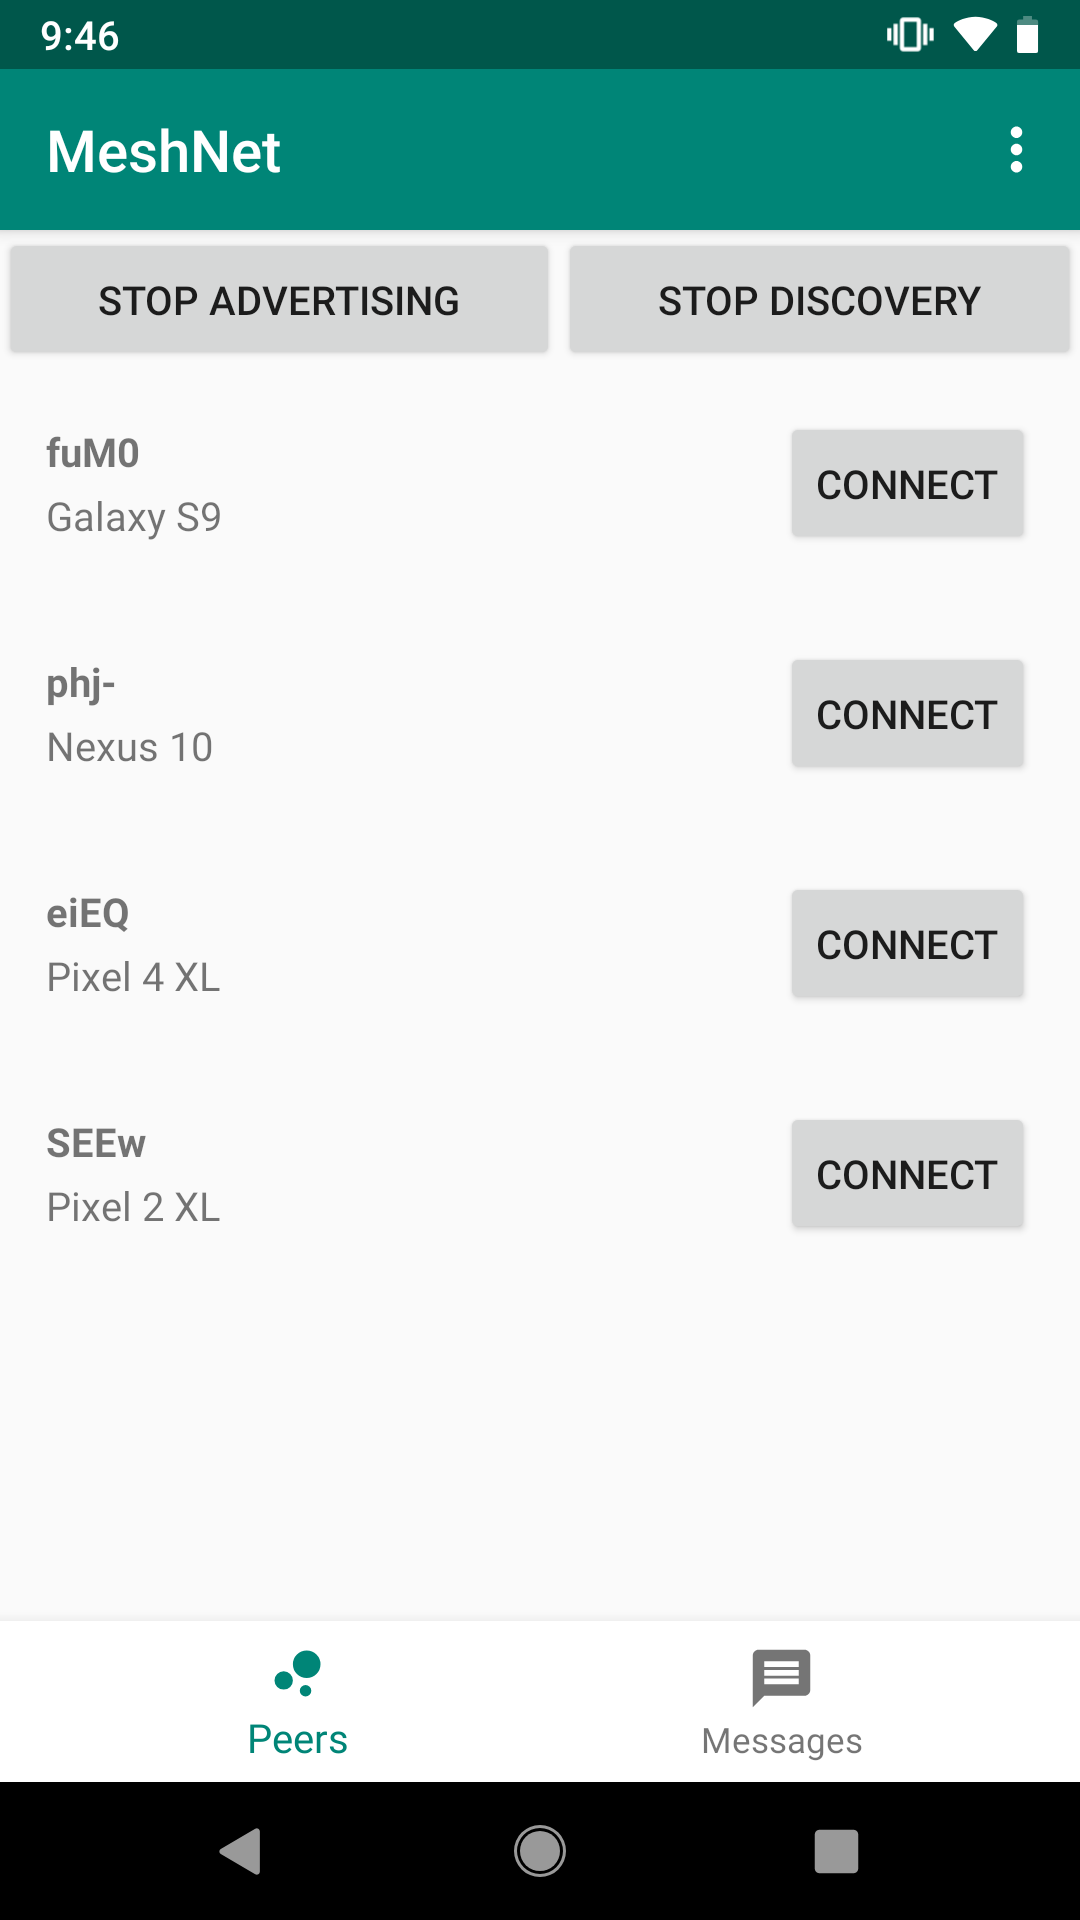 9:46
MeshNet
STOP ADVERTISING STOP DISCOVERY
fuM0
Galaxy S9
CONNECT
phj-
Nexus 10
CONNECT
eiEQ
Pixel 4 XL
CONNECT
SEEw
Pixel 2 XL
CONNECT
Peers Messages